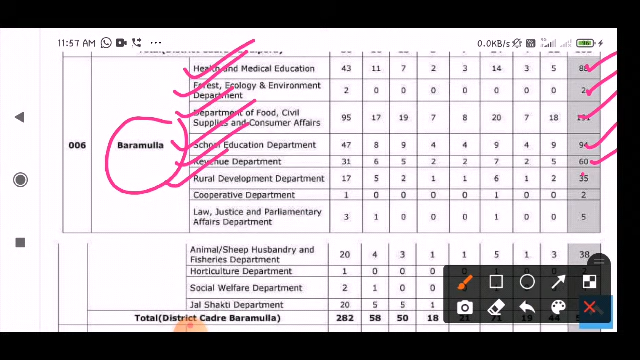 11:57 AM
0.0KB/s
Total(District Cadre
Health and Medical Education 43 11 7 2 3 14 3 5 88
Forest, Ecology & Environment
Department 2 0 0 0 0 0 0 0 2
Department of Food, Civil
Supplies and Consumer Affairs 95 17 19 7 8 20 7 18 191
006 Baramulla School Education Department 47 8 9 4 4 9 4 9 94
Revenue Department 31 6 5 2 2 7 2 5 60
Rural Development Department 17 5 2 1 1 6 1 2 35
Cooperative Department 1 0 0 0 0 1 0 0 2
Law, Justice and Parliamentary
Affairs Department 3 1 0 0 0 1 0 0 5
Animal/Sheep Husbandry and
Fisheries Department 20 4 3 1 1 5 1 3 38
Horticulture Department 1 0 0 0
Social Welfare Department 2 1 0 0
Jal Shakti Department 20 5 5 1
Total(District Cadre Baramulla) 282 58 50 18 21 71 19 44